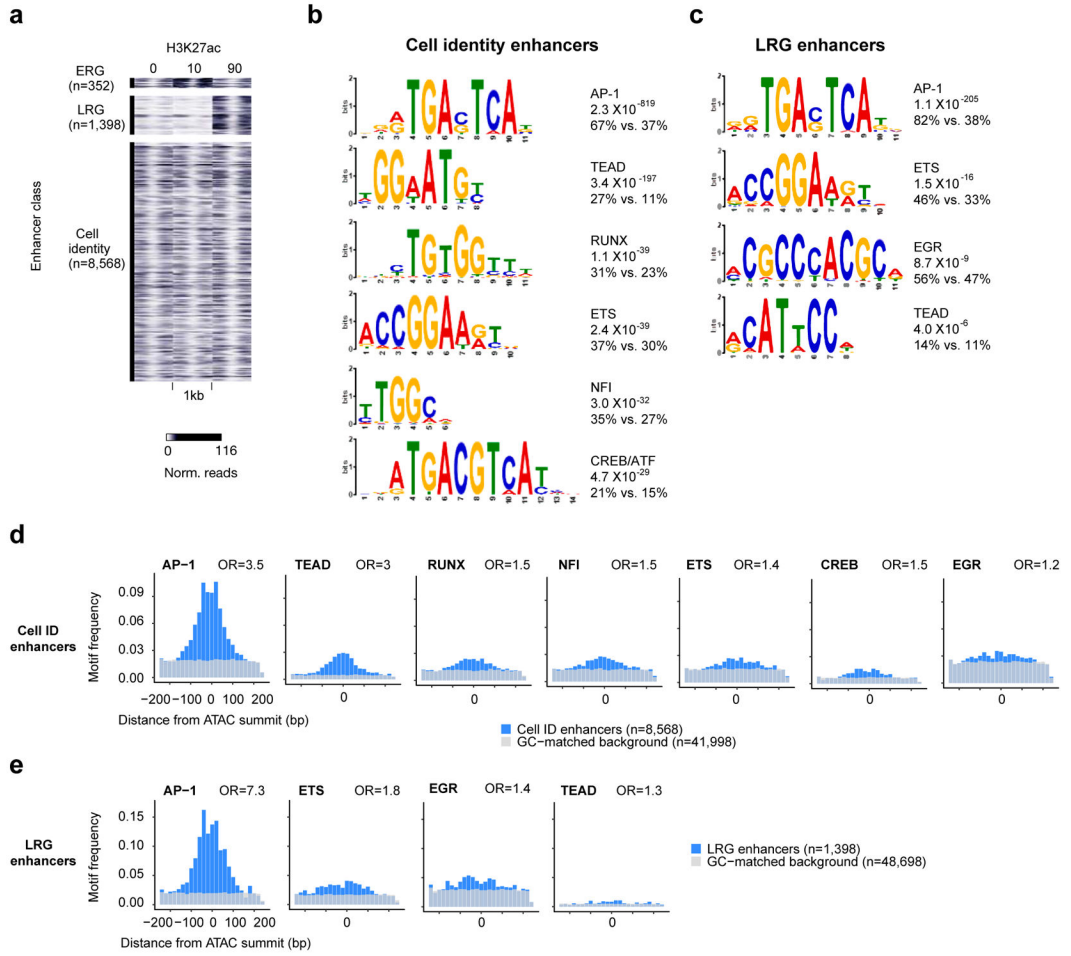 a
H3K27ac
0 10 90
ERG
(n=352)
LRG
(n=1,398)
Cell
identity
(n=8,568)
Enhancer class
1kb
0 116
Norm. reads
b
Cell identity enhancers
AP-1
2.3 X10-819
67% vs. 37%
TEAD
3.4 X10-197
27% vs. 11%
RUNX
1.1 X10-39
31% vs. 23%
ETS
2.4 X10-39
37% vs. 30%
NFI
3.0 X10-32
35% vs. 27%
CREB/ATF
4.7 X10-29
21% vs. 15%
c
LRG enhancers
AP-1
1.1 X10-205
82% vs. 38%
ETS
1.5 X10-16
46% vs. 33%
EGR
8.7 X10-9
56% vs. 47%
TEAD
4.0 X10-6
14% vs. 11%
d
AP−1 OR=3.5 TEAD OR=3 RUNX OR=1.5 NFI OR=1.5 ETS OR=1.4 CREB OR=1.5 EGR OR=1.2
Cell ID
enhancers
Motif frequency
0.09
0.06
0.03
0.00
−200 −100 0 100 200 0 0 0 0 0 0
Distance from ATAC summit (bp)
Cell ID enhancers (n=8,568)
GC−matched background (n=41,998)
e
AP−1 OR=7.3 ETS OR=1.8 EGR OR=1.4 TEAD OR=1.3
LRG
enhancers
Motif frequency
0.15
0.10
0.05
0.00
−200 −100 0 100 200 0 0 0
Distance from ATAC summit (bp)
LRG enhancers (n=1,398)
GC−matched background (n=48,698)